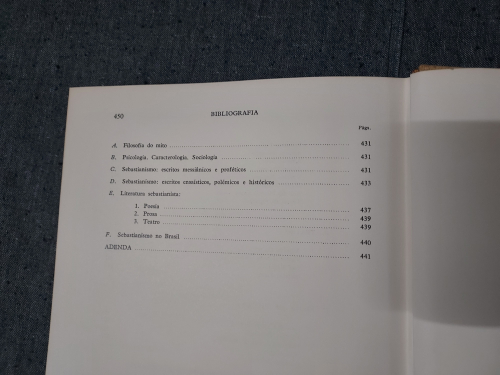 450 BIBLIOGRAFIA
Págs.
A. Filosofia do mito 431
B. Psicologia, Caracterologia, Sociologia 431
C. Sebastianismo: escritos messiânicos e proféticos 431
D. Sebastianismo: escritos ensaísticos, polémicos e históricos 433
E. Literatura sebastianista:
1. Poesia 437
2. Prosa 439
3. Teatro 439
F. Sebastianismo no Brasil 440
ADENDA 441